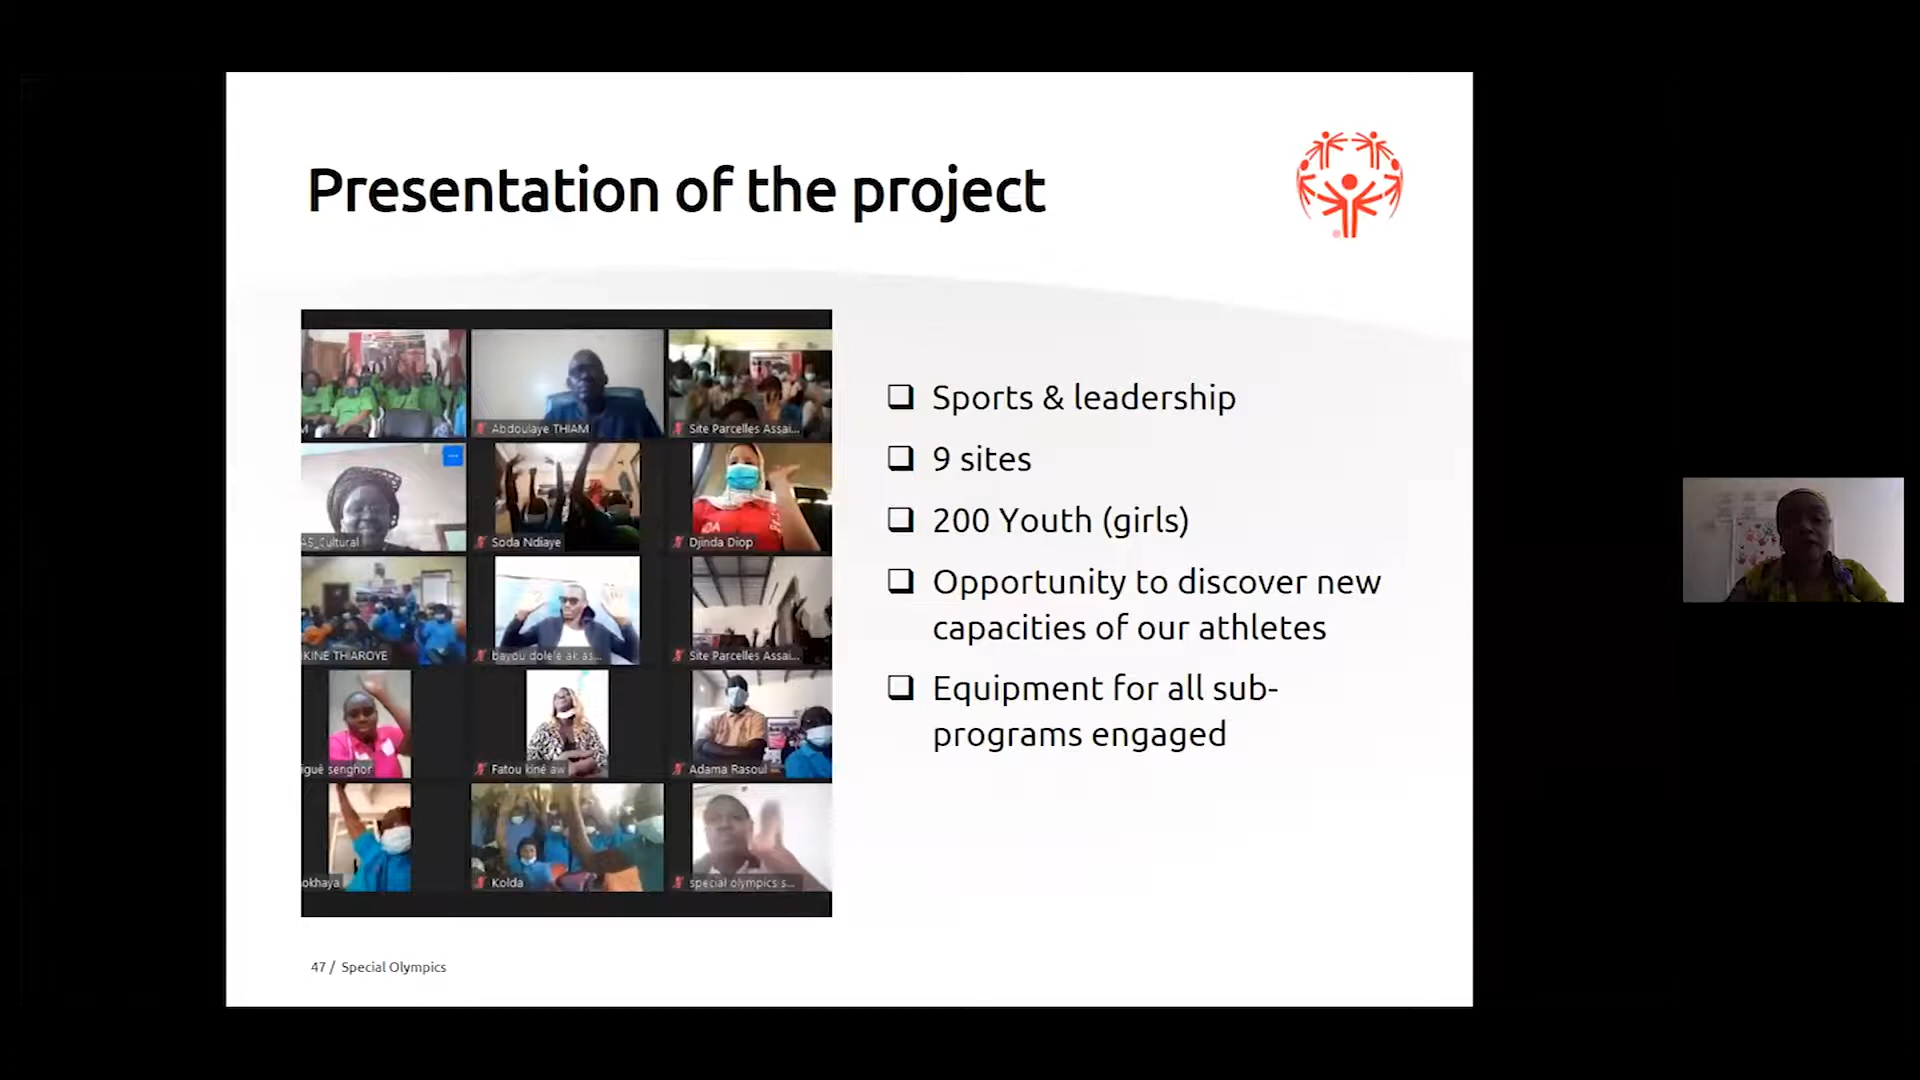 Presentation of the project
Abdoulaye THIAM
Site Parcelles Assai...
AS_Cultural
Soda Ndiaye
Djinda Diop
KINE THIAROYE
bayou dolele ak as...
Site Parcelles Assai...
igué senghor
Fatou kiné aw
Adama Rasoul
okhaya
Kolda
special olympics s...
Sports & leadership
9 sites
200 Youth (girls)
Opportunity to discover new
capacities of our athletes
Equipment for all sub-
programs engaged
47 / Special Olympics